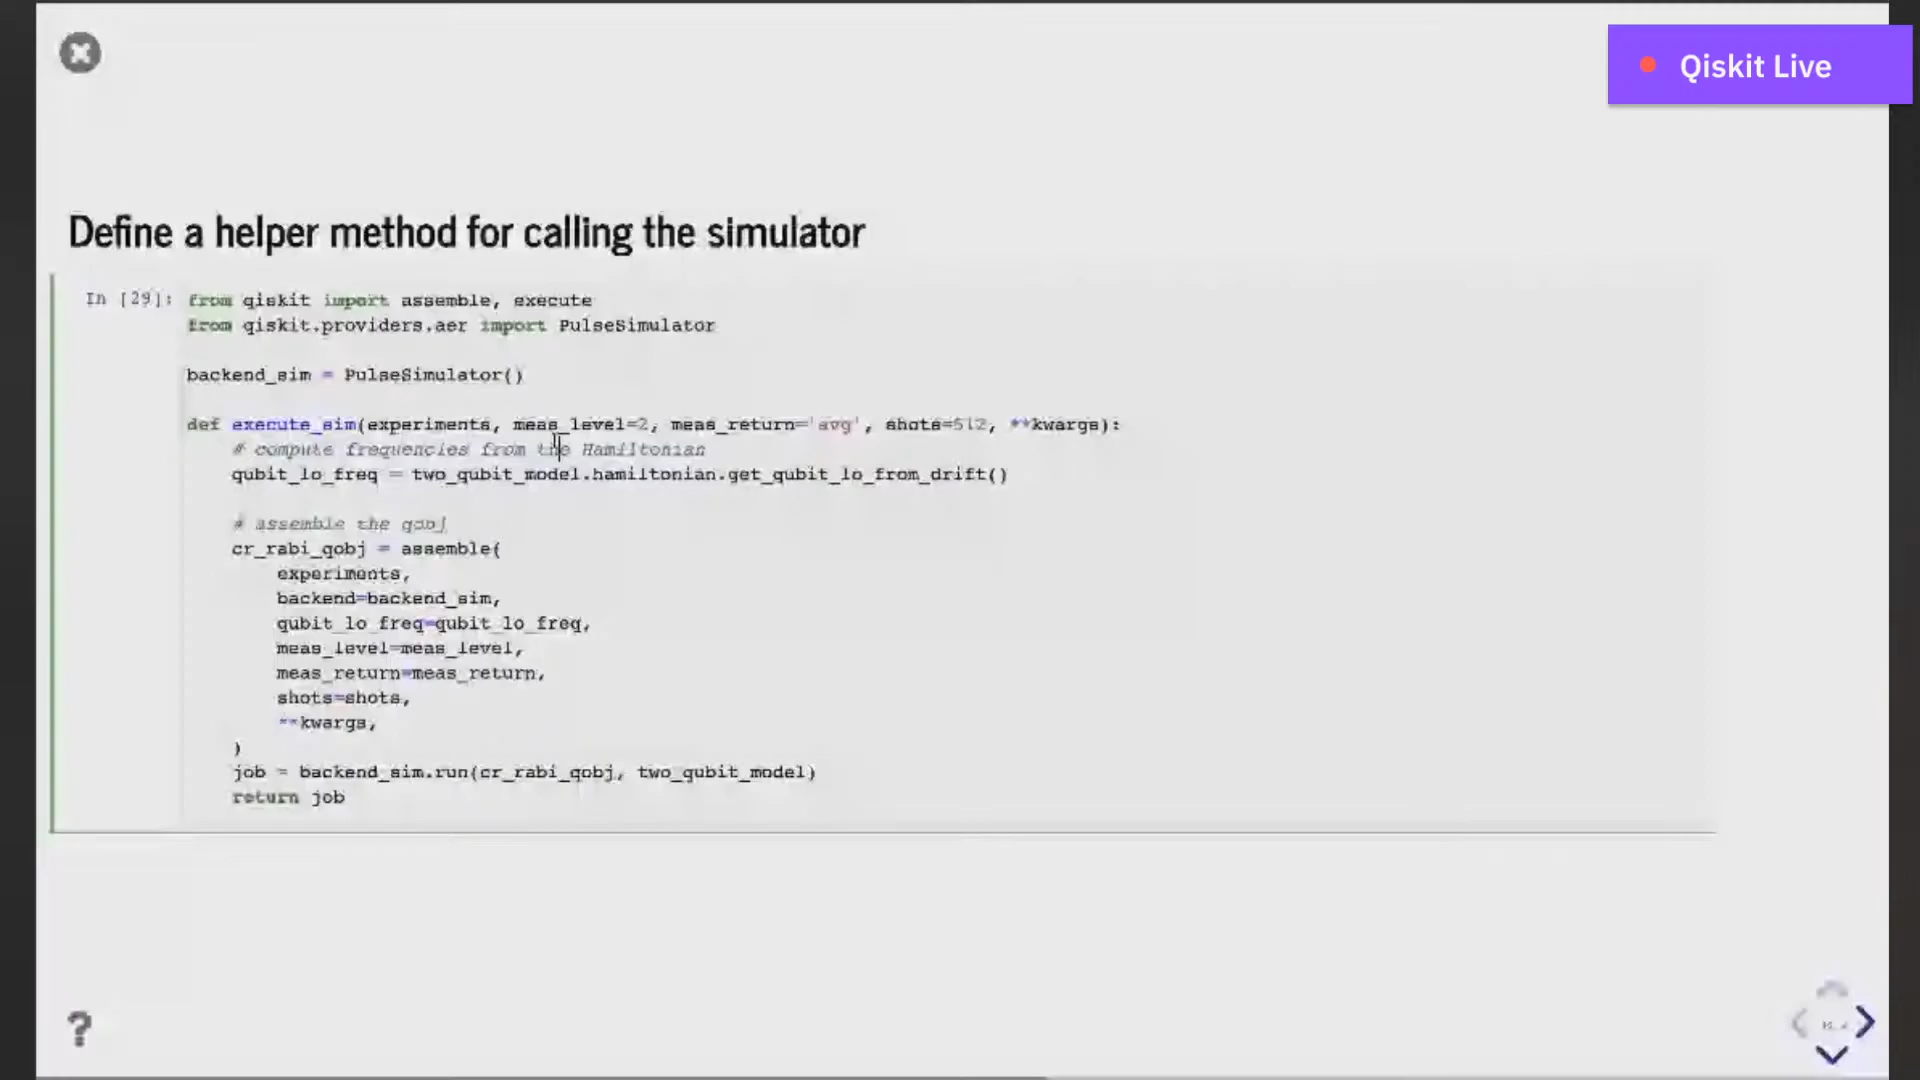 Qiskit Live
Define a helper method for calling the simulator
In [29]: from qiskit import assemble, execute
from qiskit.providers.aer import PulseSimulator
backend_sim = PulseSimulator()
def execute_sim(experiments, meas_level=2, meas_return='avg', shots=512, **kwargs):
# compute frequencies from the Hamiltonian
qubit_lo_freq = two_qubit_model.hamiltonian.get_qubit_lo_from_drift()
# assemble the qobj
cr_rabi_qobj = assemble(
experiments,
backend=backend_sim,
qubit_lo_freq=qubit_lo_freq,
meas_level=meas_level,
meas_return=meas_return,
shots=shots,
**kwargs,
)
job = backend_sim.run(cr_rabi_qobj, two_qubit_model)
return job
?